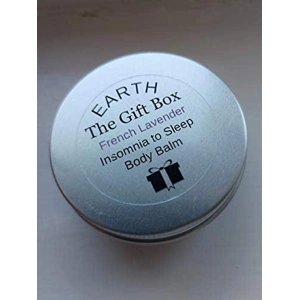 EARTH
The Gift Box
French Lavender
Insomnia to Sleep
Body Balm